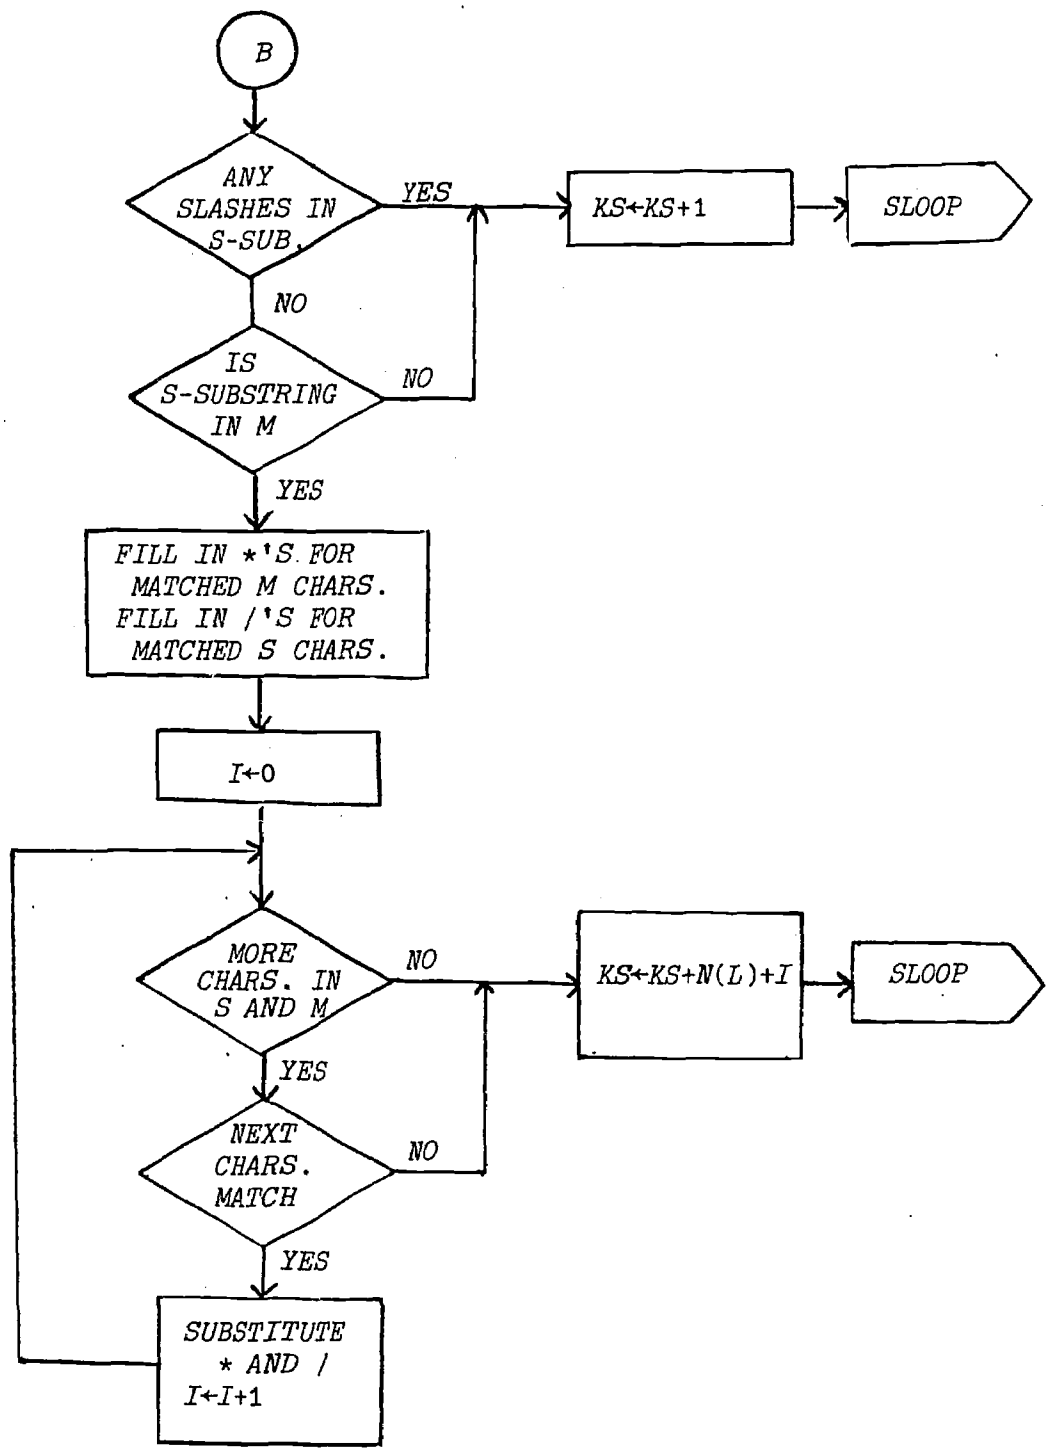 B
ANY
SLASHES IN
S-SUB.
YES
KS←KS+1
SLOOP
NO
IS
S-SUBSTRING
IN M
NO
YES
FILL IN *'S FOR
MATCHED M CHARS.
FILL IN /'S FOR
MATCHED S CHARS.
I←0
MORE
CHARS. IN
S AND M
NO
KS←KS+N(L)+I
SLOOP
YES
NEXT
CHARS.
MATCH
NO
YES
SUBSTITUTE
* AND /
I←I+1